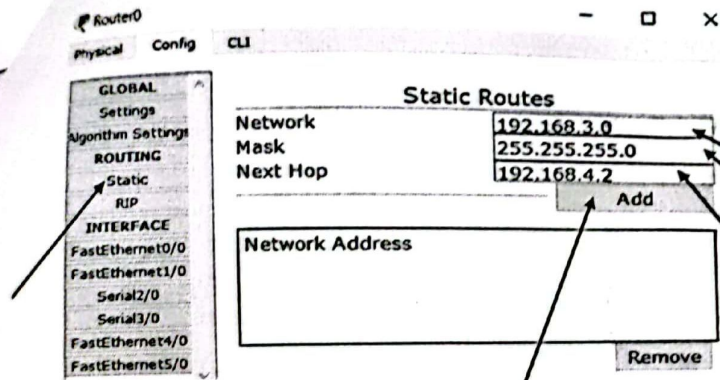 Router0
Physical Config CLI
GLOBAL
Settings
Algorithm Settings
ROUTING
Static
RIP
INTERFACE
FastEthernet0/0
FastEthernet1/0
Serial2/0
Serial3/0
FastEthernet4/0
FastEthernet5/0
Static Routes
Network 192.168.3.0
Mask 255.255.255.0
Next Hop 192.168.4.2
Add
Network Address
Remove